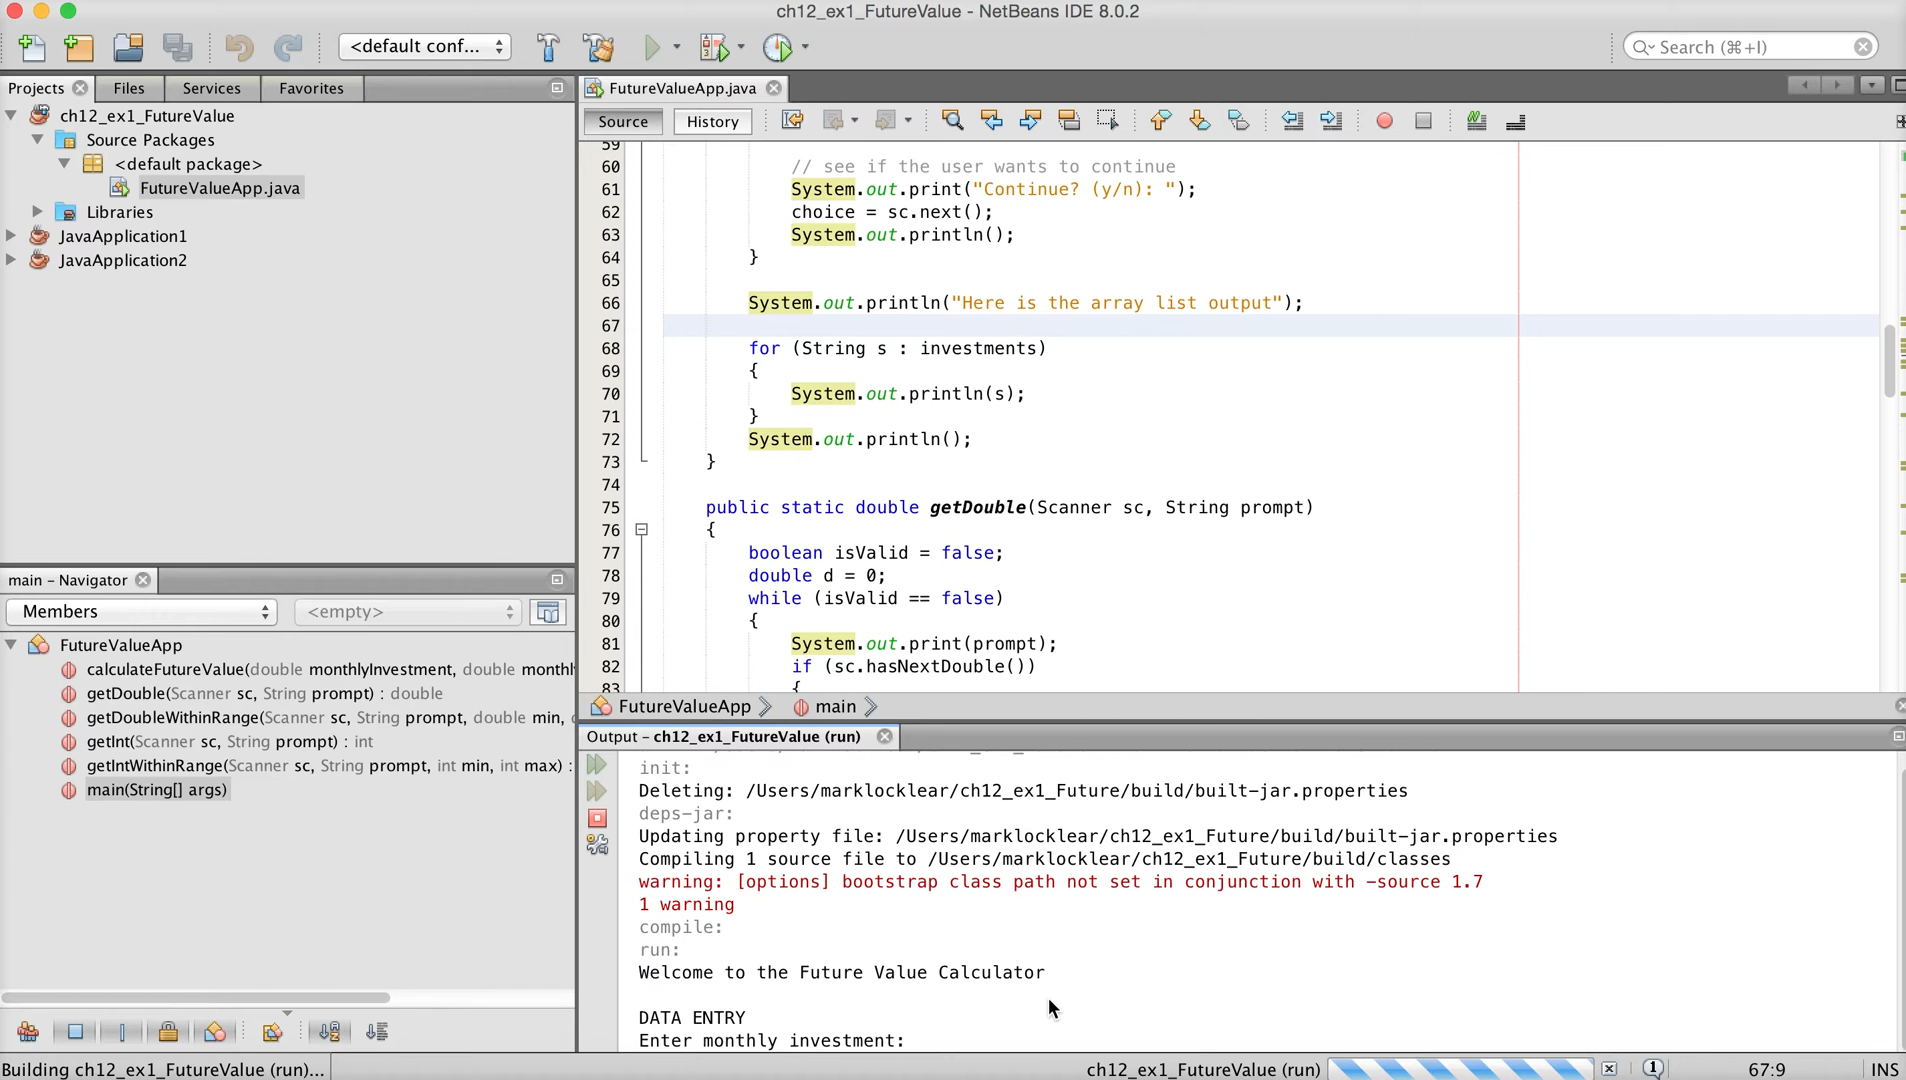 ch12_ex1_FutureValue - NetBeans IDE 8.0.2
<default conf...
Search (⌘+I)
Projects
Files
Services
Favorites
ch12_ex1_FutureValue
Source Packages
<default package>
FutureValueApp.java
Libraries
JavaApplication1
JavaApplication2
FutureValueApp.java
Source
History
59
60 // see if the user wants to continue
61 System.out.print("Continue? (y/n): ");
62 choice = sc.next();
63 System.out.println();
64 }
65
66 System.out.println("Here is the array list output");
67
68 for (String s : investments)
69 {
70 System.out.println(s);
71 }
72 System.out.println();
73 }
74
75 public static double getDouble(Scanner sc, String prompt)
76 {
77 boolean isValid = false;
78 double d = 0;
79 while (isValid == false)
80 {
81 System.out.print(prompt);
82 if (sc.hasNextDouble())
83 {
FutureValueApp
main
main - Navigator
Members
<empty>
FutureValueApp
calculateFutureValue(double monthlyInvestment, double monthl
getDouble(Scanner sc, String prompt) : double
getDoubleWithinRange(Scanner sc, String prompt, double min,
getInt(Scanner sc, String prompt) : int
getIntWithinRange(Scanner sc, String prompt, int min, int max) :
main(String[] args)
Output - ch12_ex1_FutureValue (run)
init:
Deleting: /Users/marklocklear/ch12_ex1_Future/build/built-jar.properties
deps-jar:
Updating property file: /Users/marklocklear/ch12_ex1_Future/build/built-jar.properties
Compiling 1 source file to /Users/marklocklear/ch12_ex1_Future/build/classes
warning: [options] bootstrap class path not set in conjunction with -source 1.7
1 warning
compile:
run:
Welcome to the Future Value Calculator
DATA ENTRY
Enter monthly investment:
Building ch12_ex1_FutureValue (run)...
ch12_ex1_FutureValue (run)
1
67:9
INS